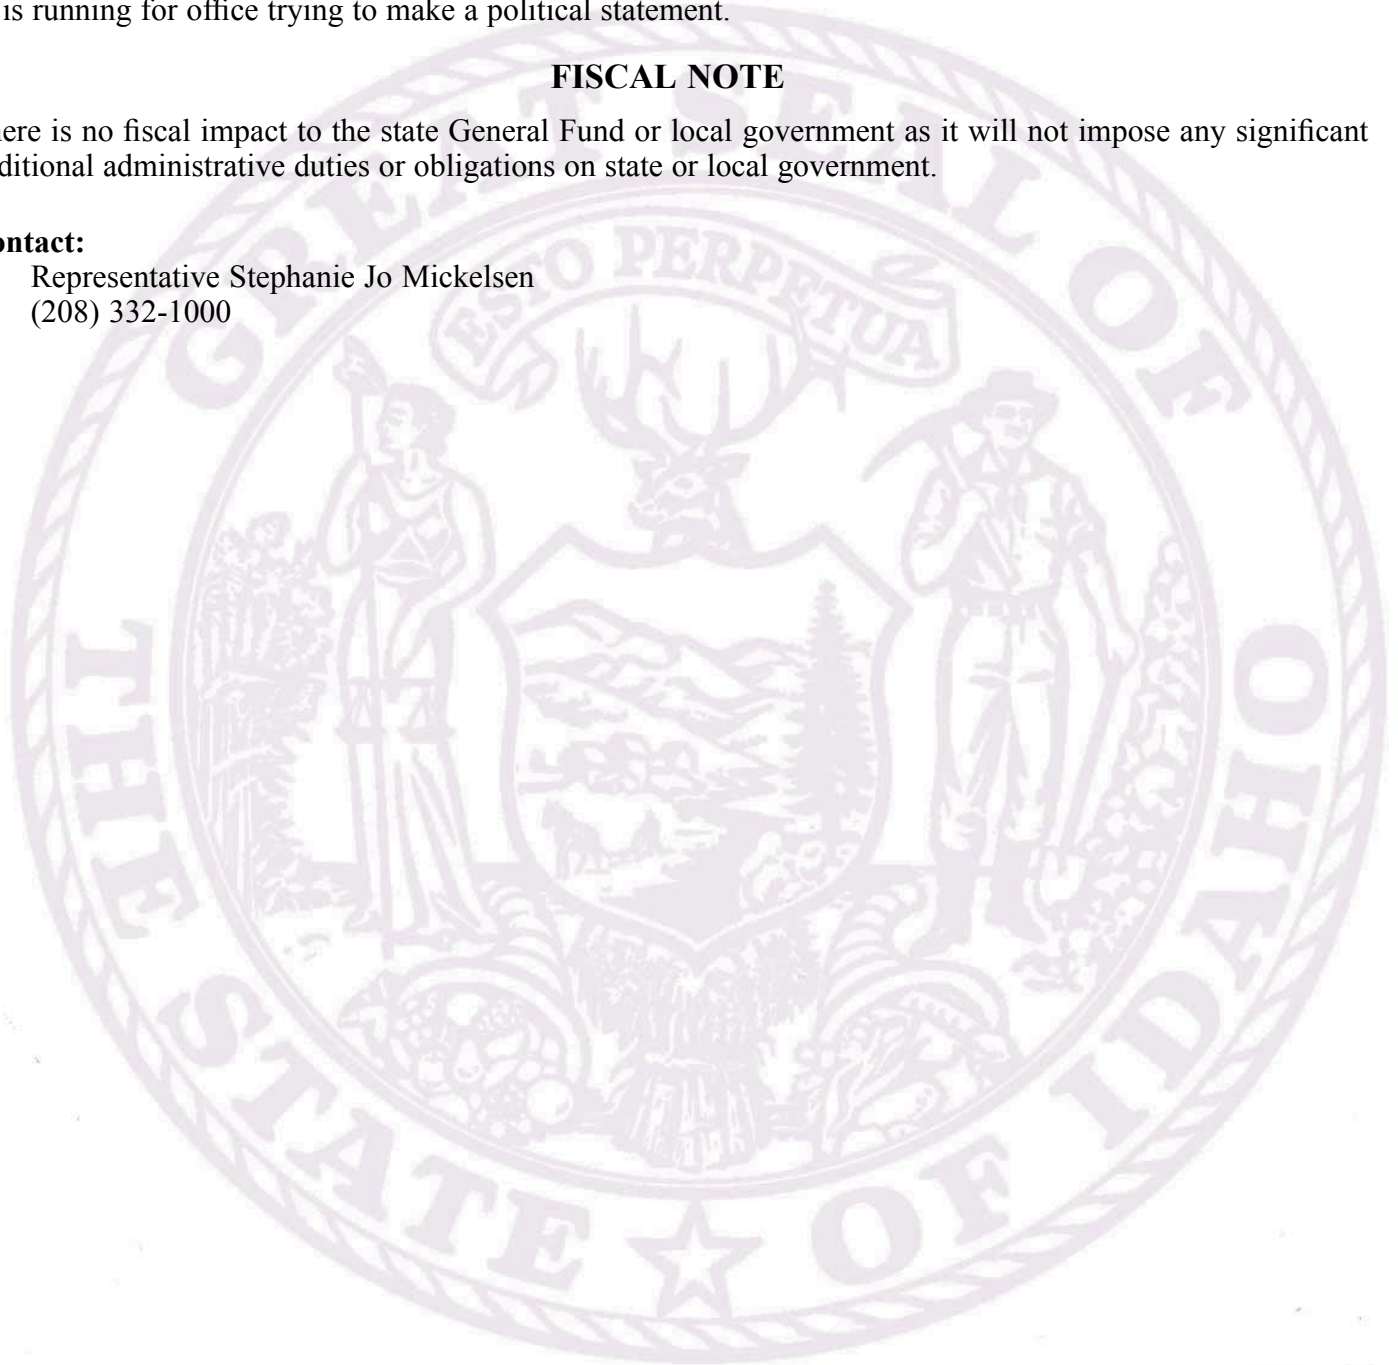 is running for office trying to make a political statement.
FISCAL NOTE
here is no fiscal impact to the state General Fund or local government as it will not impose any significant
ditional administrative duties or obligations on state or local government.
ontact:
Representative Stephanie Jo Mickelsen
(208) 332-1000
GREAT SEAL OF
ESTO PERPETUA
THE STATE ☆ OF IDAHO